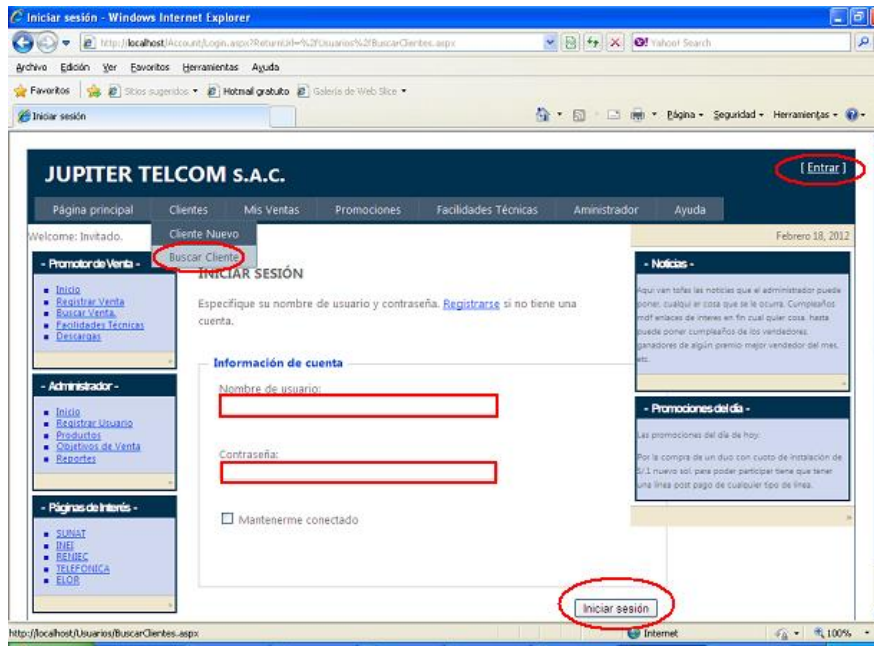 Iniciar sesión - Windows Internet Explorer
http://localhost/Account/Login.aspx?ReturnUrl=%2fUsuarios%2fBuscarClientes.aspx
Yahoo! Search
Archivo Edición Ver Favoritos Herramientas Ayuda
Favoritos Sitios sugeridos Hotmail gratuito Galería de Web Slice
Iniciar sesión
Página Seguridad Herramientas
JUPITER TELCOM S.A.C.
[ Entrar ]
Página principal Clientes Mis Ventas Promociones Facilidades Técnicas Aministrador Ayuda
Cliente Nuevo
Buscar Cliente
Welcome: Invitado.
Febrero 18, 2012
- Promotor de Venta -
Inicio
Registrar Venta
Buscar Venta.
Facilidades Técnicas
Descargas
»
- Administrador -
Inicio
Registrar Usuario
Productos
Objetivos de Venta
Reportes
»
- Páginas de Interés -
SUNAT
INEI
RENIEC
TELEFONICA
ELOR
»
INICIAR SESIÓN
Especifique su nombre de usuario y contraseña. Registrarse si no tiene una
cuenta.
Información de cuenta
Nombre de usuario:
Contraseña:
Mantenerme conectado
Iniciar sesión
- Noticias -
Aqui van tofas las noticias que el administrador puede
poner, cualqui er cosa que se le ocurra. Cumpleaños
mdf enlaces de interes en fin cual quier cosa. hasta
puede poner cumpleaños de los vendedores.
ganadores de algún premio mejor vendedor del mes,
etc.
»
- Promociones del día -
Las promociones del día de hoy:
Por la compra de un duo con cuoto de instalación de
S/.1 nuevo sol. para poder participar tiene que tener
una línea post pago de cualquier tipo de línea.
»
http://localhost/Usuarios/BuscarClientes.aspx
Internet
100%